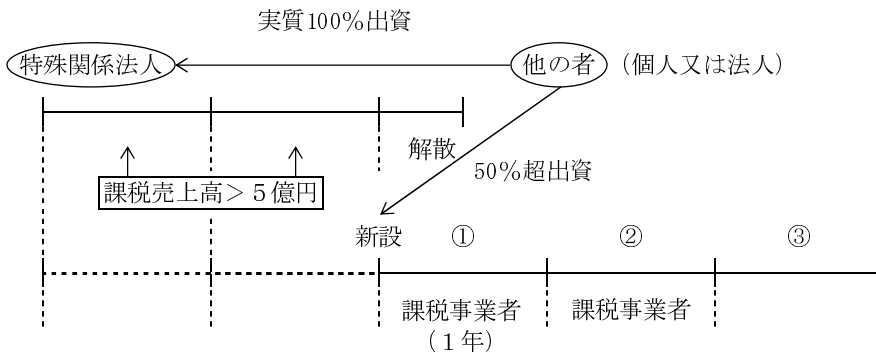 実質100％出資
特殊関係法人
他の者
（個人又は法人）
解散
50％超出資
課税売上高＞５億円
新設
①
②
③
課税事業者
（１年）
課税事業者